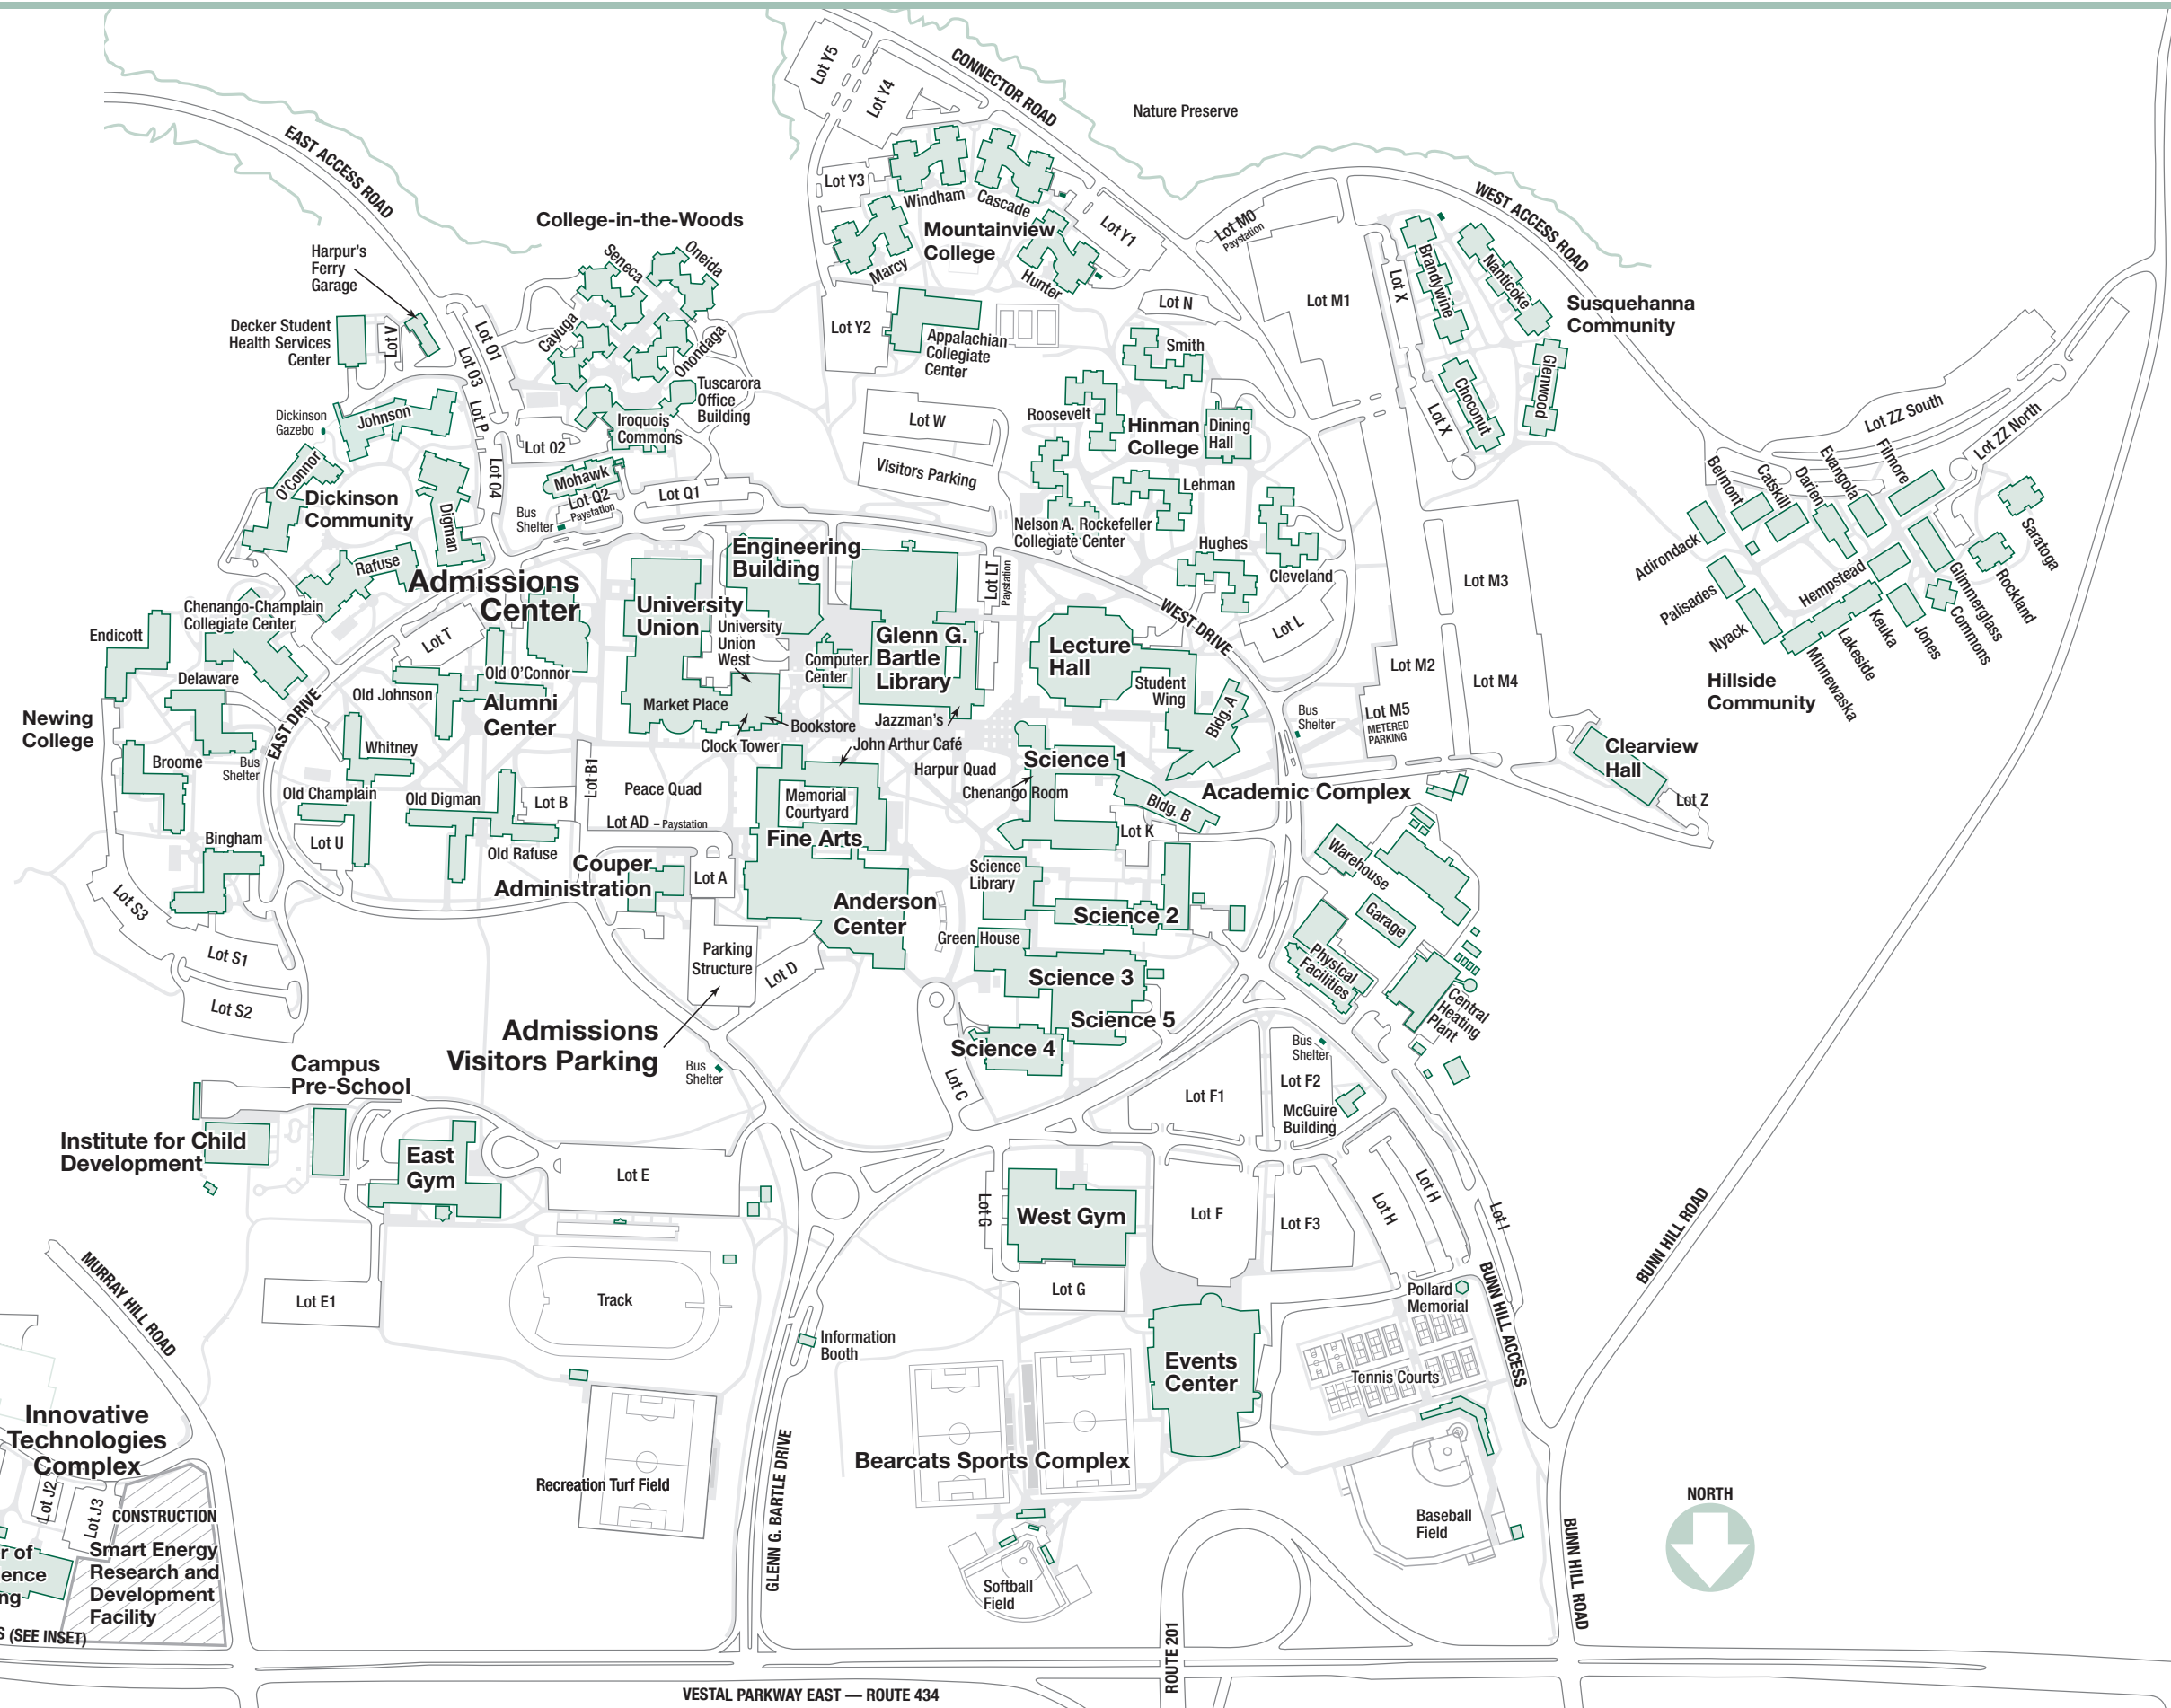 Lot Y5
Lot Y4
CONNECTOR ROAD
Nature Preserve
EAST ACCESS ROAD
WEST ACCESS ROAD
Lot Y3
Windham
Cascade
Mountainview
College
Marcy
Hunter
Lot Y1
Lot M0
Paystation
College-in-the-Woods
Harpur's
Ferry
Garage
Seneca
Oneida
Cayuga
Onondaga
Decker Student
Health Services
Center
Lot V
Lot O1
Lot O3
Lot P
Lot Y2
Appalachian
Collegiate
Center
Lot N
Lot M1
Lot X
Brandywine
Nanticoke
Susquehanna
Community
Smith
Glenwood
Choconut
Lot X
Tuscarora
Office
Building
Iroquois
Commons
Dickinson
Gazebo
Johnson
Lot O2
Lot O4
Mohawk
Lot Q2
Paystation
Lot Q1
Bus
Shelter
Lot W
Visitors Parking
Roosevelt
Hinman
College
Dining
Hall
Lehman
Nelson A. Rockefeller
Collegiate Center
Hughes
Cleveland
Lot L
Lot ZZ South
Lot ZZ North
O'Connor
Dickinson
Community
Digman
Rafuse
Belmont
Catskill
Darien
Evangola
Filmore
Adirondack
Palisades
Nyack
Hempstead
Minnewaska
Lakeside
Keuka
Jones
Commons
Glimmerglass
Rockland
Saratoga
Hillside
Community
Admissions
Center
Engineering
Building
Lot LT
Paystation
WEST DRIVE
Lot M3
Lot M2
Lot M4
Lot M5
METERED
PARKING
Chenango-Champlain
Collegiate Center
Endicott
Lot T
Old O'Connor
Old Johnson
Alumni
Center
University
Union
University
Union
West
Market Place
Computer
Center
Glenn G.
Bartle
Library
Lecture
Hall
Student
Wing
Bldg. A
Bus
Shelter
Delaware
Newing
College
EAST DRIVE
Bus
Shelter
Broome
Whitney
Clock Tower
Bookstore
Jazzman's
John Arthur Café
Harpur Quad
Science 1
Chenango Room
Academic Complex
Bldg. B
Clearview
Hall
Lot Z
Old Champlain
Old Digman
Lot B
Lot B1
Peace Quad
Lot AD – Paystation
Memorial
Courtyard
Fine Arts
Lot K
Bingham
Lot U
Old Rafuse
Couper
Administration
Lot A
Science
Library
Warehouse
Garage
Lot S3
Lot S1
Lot S2
Parking
Structure
Lot D
Anderson
Center
Science 2
Green House
Science 3
Physical
Facilities
Central
Heating
Plant
Science 5
Science 4
Admissions
Visitors Parking
Bus
Shelter
Lot C
Bus
Shelter
Lot F1
Lot F2
McGuire
Building
Campus
Pre-School
Institute for Child
Development
East
Gym
Lot E
West Gym
Lot G
Lot F
Lot F3
Lot H
Lot H
Lot I
BUNN HILL ROAD
BUNN HILL ACCESS
MURRAY HILL ROAD
Lot E1
Track
Lot G
Pollard
Memorial
Information
Booth
Events
Center
Tennis Courts
Innovative
Technologies
Complex
Lot J2
Lot J3
CONSTRUCTION
Smart Energy
Research and
Development
Facility
r of
ence
ng
S (SEE INSET)
Recreation Turf Field
GLENN G. BARTLE DRIVE
Bearcats Sports Complex
Softball
Field
Baseball
Field
NORTH
BUNN HILL ROAD
ROUTE 201
VESTAL PARKWAY EAST — ROUTE 434